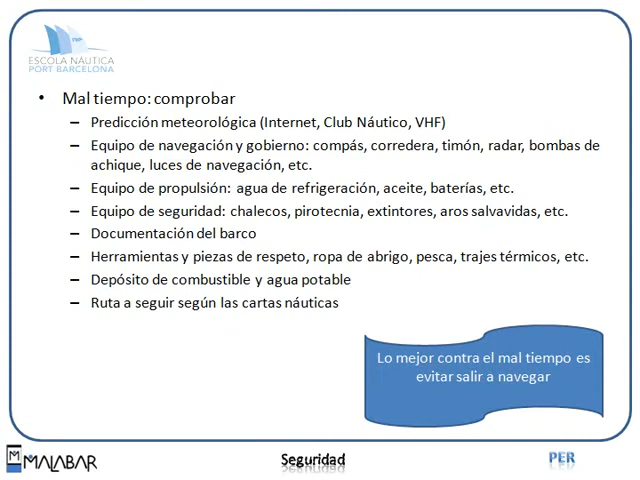 ESCOLA NÁUTICA
PORT BARCELONA
• Mal tiempo: comprobar
– Predicción meteorológica (Internet, Club Náutico, VHF)
– Equipo de navegación y gobierno: compás, corredera, timón, radar, bombas de
achique, luces de navegación, etc.
– Equipo de propulsión: agua de refrigeración, aceite, baterías, etc.
– Equipo de seguridad: chalecos, pirotecnia, extintores, aros salvavidas, etc.
– Documentación del barco
– Herramientas y piezas de respeto, ropa de abrigo, pesca, trajes térmicos, etc.
– Depósito de combustible y agua potable
– Ruta a seguir según las cartas náuticas
Lo mejor contra el mal tiempo es
evitar salir a navegar
MALABAR
Seguridad
PER